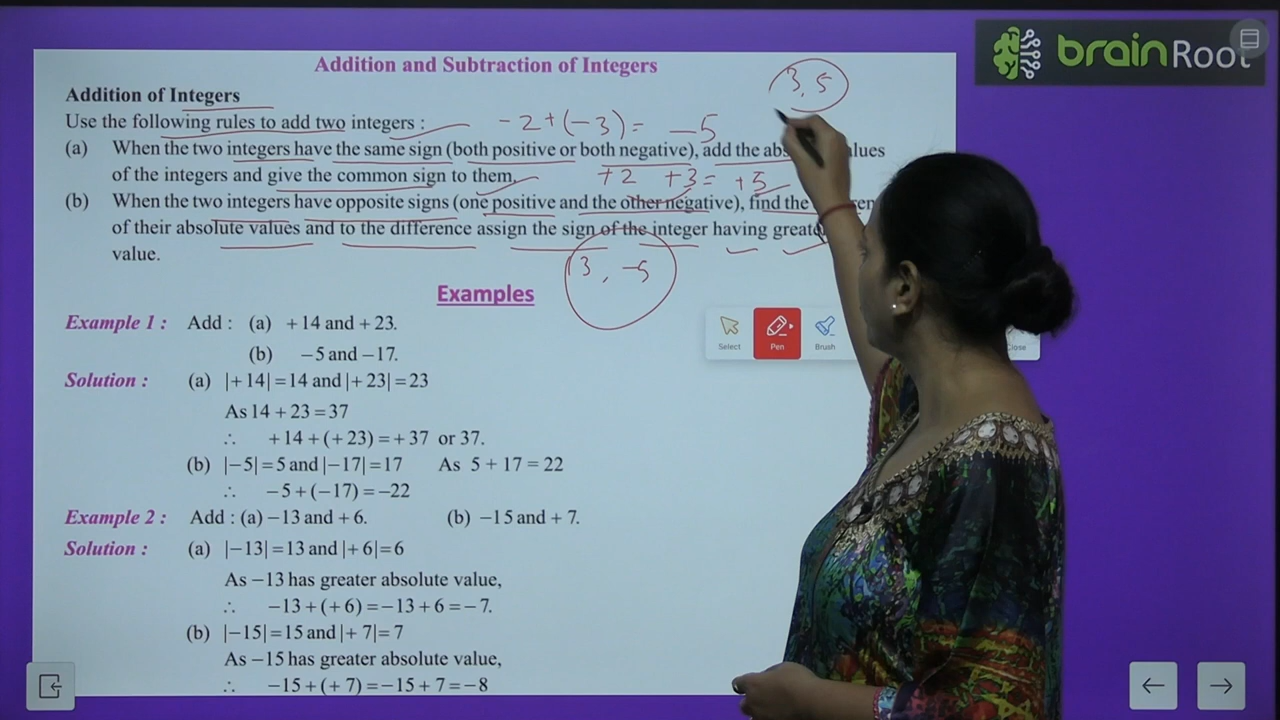 brainRoot
Addition and Subtraction of Integers
3, 5
Addition of Integers
Use the following rules to add two integers :
-2+(-3)= -5
(a) When the two integers have the same sign (both positive or both negative), add the values
of the integers and give the common sign to them.
+2 +3= +5
(b) When the two integers have opposite signs (one positive and the other negative), find the
of their absolute values and to the difference assign the sign of the integer having
value.
3, -5
Examples
Example 1 : Add : (a) +14 and +23.
(b) −5 and −17.
Select Pen Brush Close
Solution : (a) |+14| = 14 and |+23| = 23
As 14 + 23 = 37
∴ +14 + (+23) = +37 or 37.
(b) |−5| = 5 and |−17| = 17 As 5 + 17 = 22
∴ −5 + (−17) = −22
Example 2 : Add : (a) −13 and +6. (b) −15 and +7.
Solution : (a) |−13| = 13 and |+6| = 6
As −13 has greater absolute value,
∴ −13 + (+6) = −13 + 6 = −7.
(b) |−15| = 15 and |+7| = 7
As −15 has greater absolute value,
∴ −15 + (+7) = −15 + 7 = −8